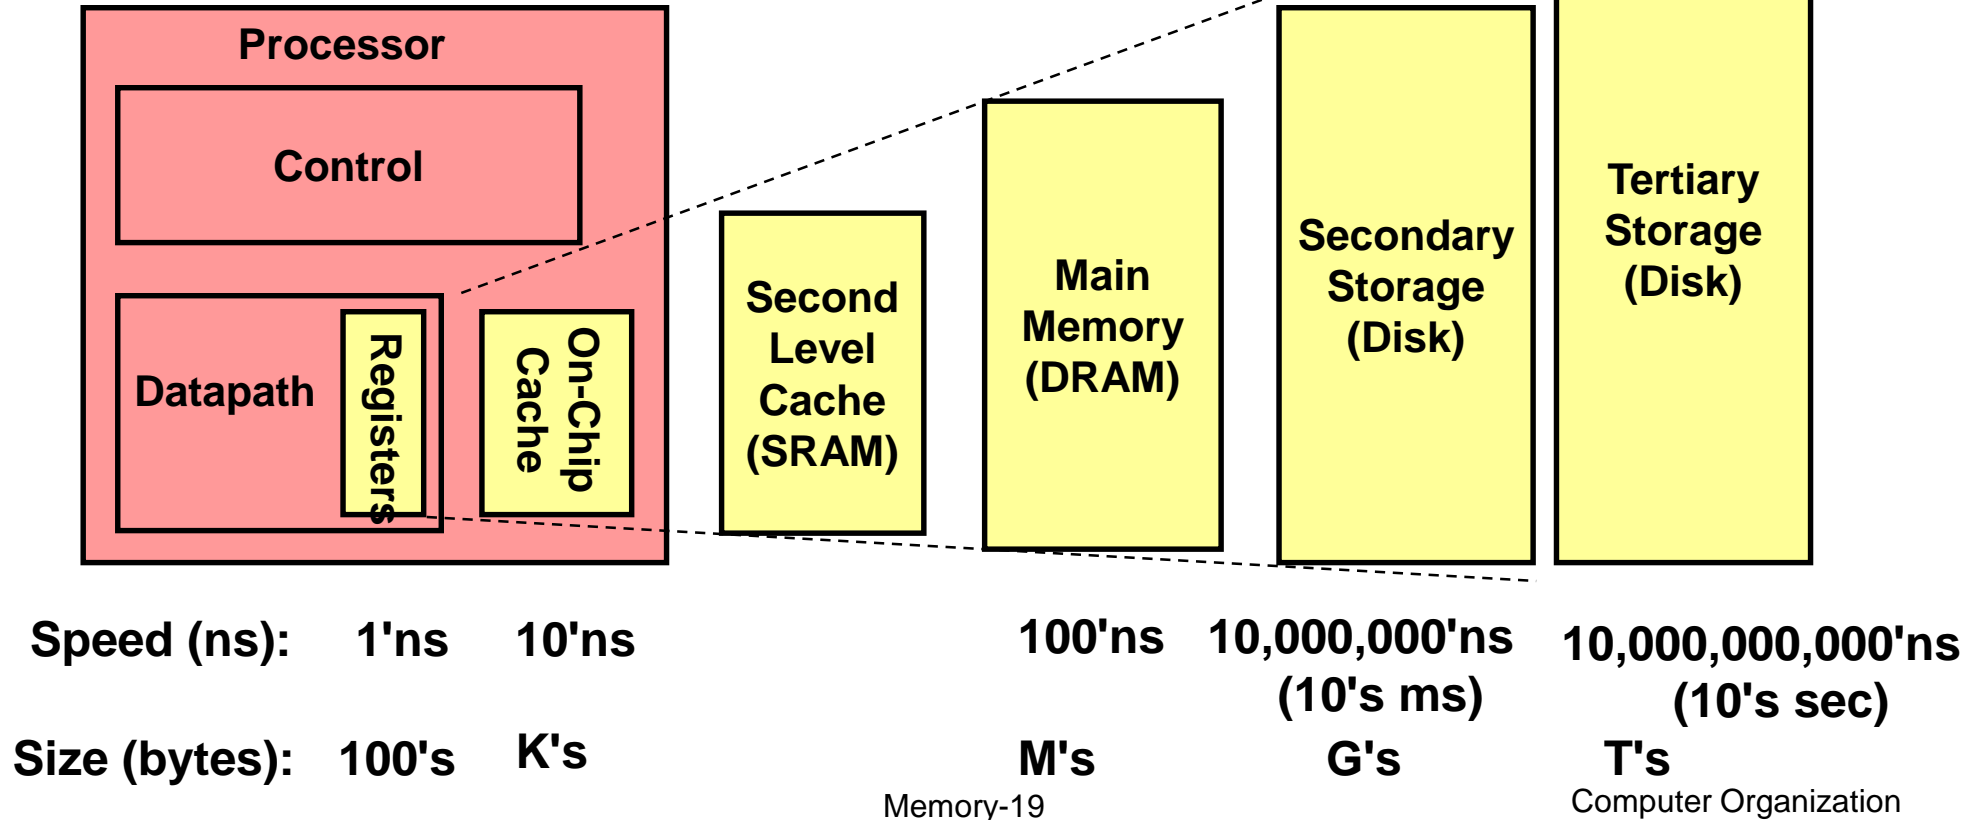 Processor
Control
Datapath
Registers
On-Chip
Cache
Second
Level
Cache
(SRAM)
Main
Memory
(DRAM)
Secondary
Storage
(Disk)
Tertiary
Storage
(Disk)
Speed (ns): 1'ns 10'ns 100'ns 10,000,000'ns 10,000,000,000'ns
(10's ms) (10's sec)
Size (bytes): 100's K's M's G's T's
Memory-19 Computer Organization